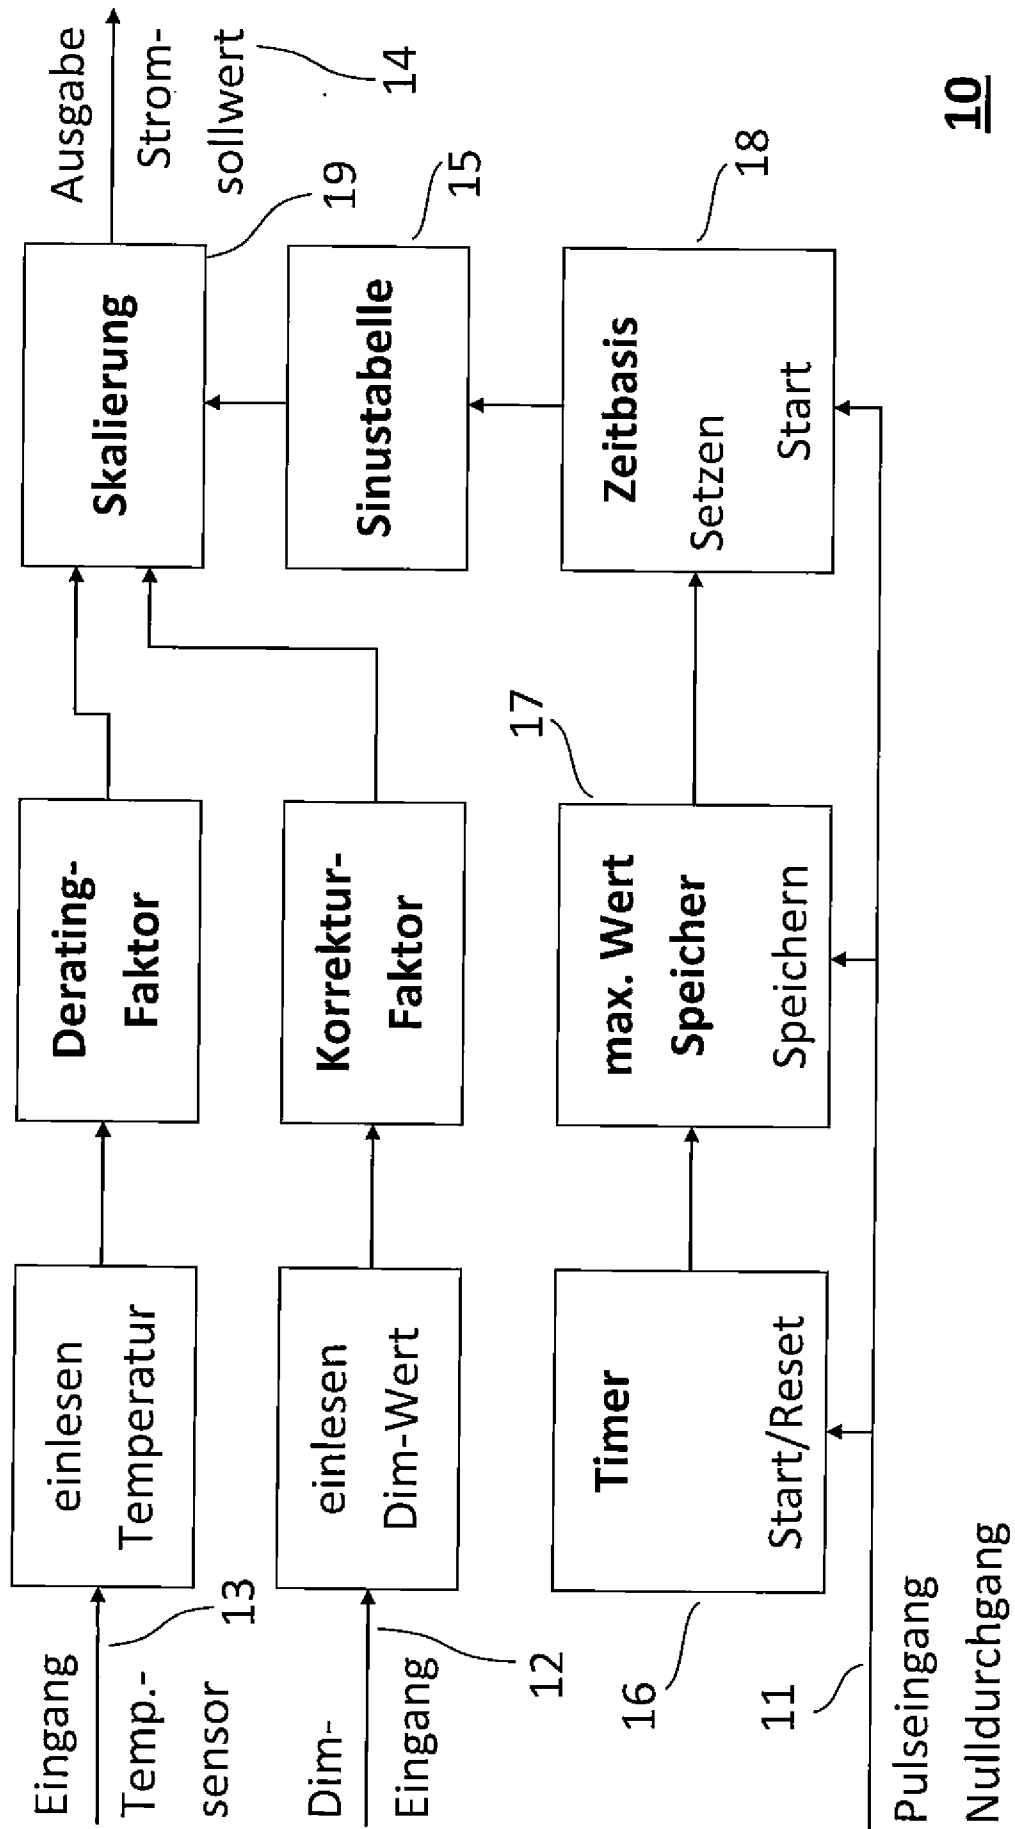 Eingang
Temp.-
sensor
13
einlesen
Temperatur
Derating-
Faktor
Skalierung
19
Ausgabe
Strom-
sollwert
14
Dim-
Eingang
12
einlesen
Dim-Wert
Korrektur-
Faktor
Sinustabelle
15
16
Timer
Start/Reset
17
max. Wert
Speicher
Speichern
Zeitbasis
Setzen
Start
18
11
Pulseingang
Nulldurchgang
10